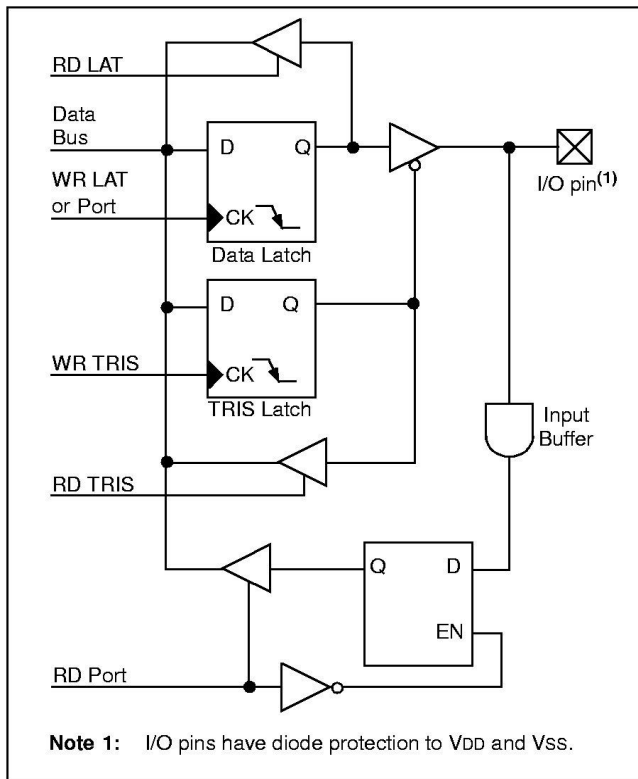 RD LAT
Data
Bus
D Q
WR LAT
or Port
CK
Data Latch
I/O pin(1)
D Q
WR TRIS
CK
TRIS Latch
Input
Buffer
RD TRIS
Q D
EN
RD Port
Note 1: I/O pins have diode protection to VDD and VSS.